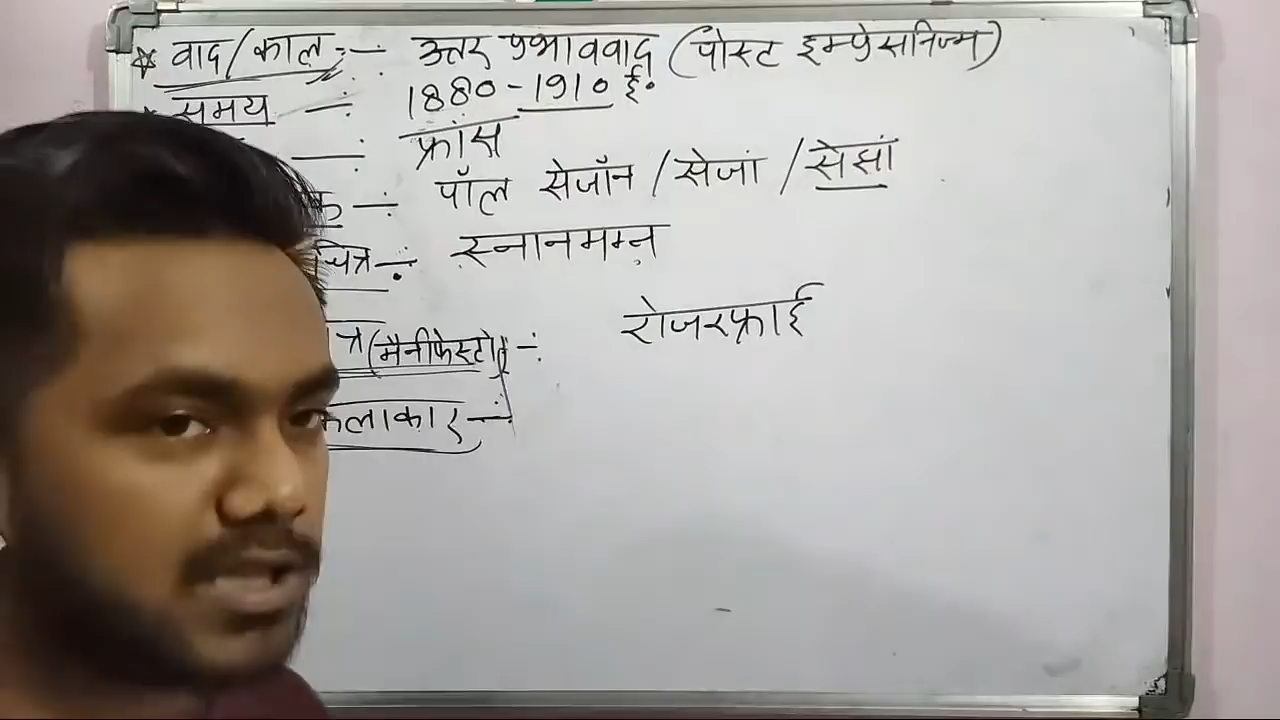 वाद/काल :- उत्तर प्रभाववाद (पोस्ट इम्प्रेसनिज्म)
समय -: 1880-1910 ई.
-: फ्रांस
क -: पॉल सेजॉन / सेजां / सेझां
चित्र -: स्नानमग्न
त्र (मैनीफेस्टो) -: रोजरफ्राई
कलाकार -: